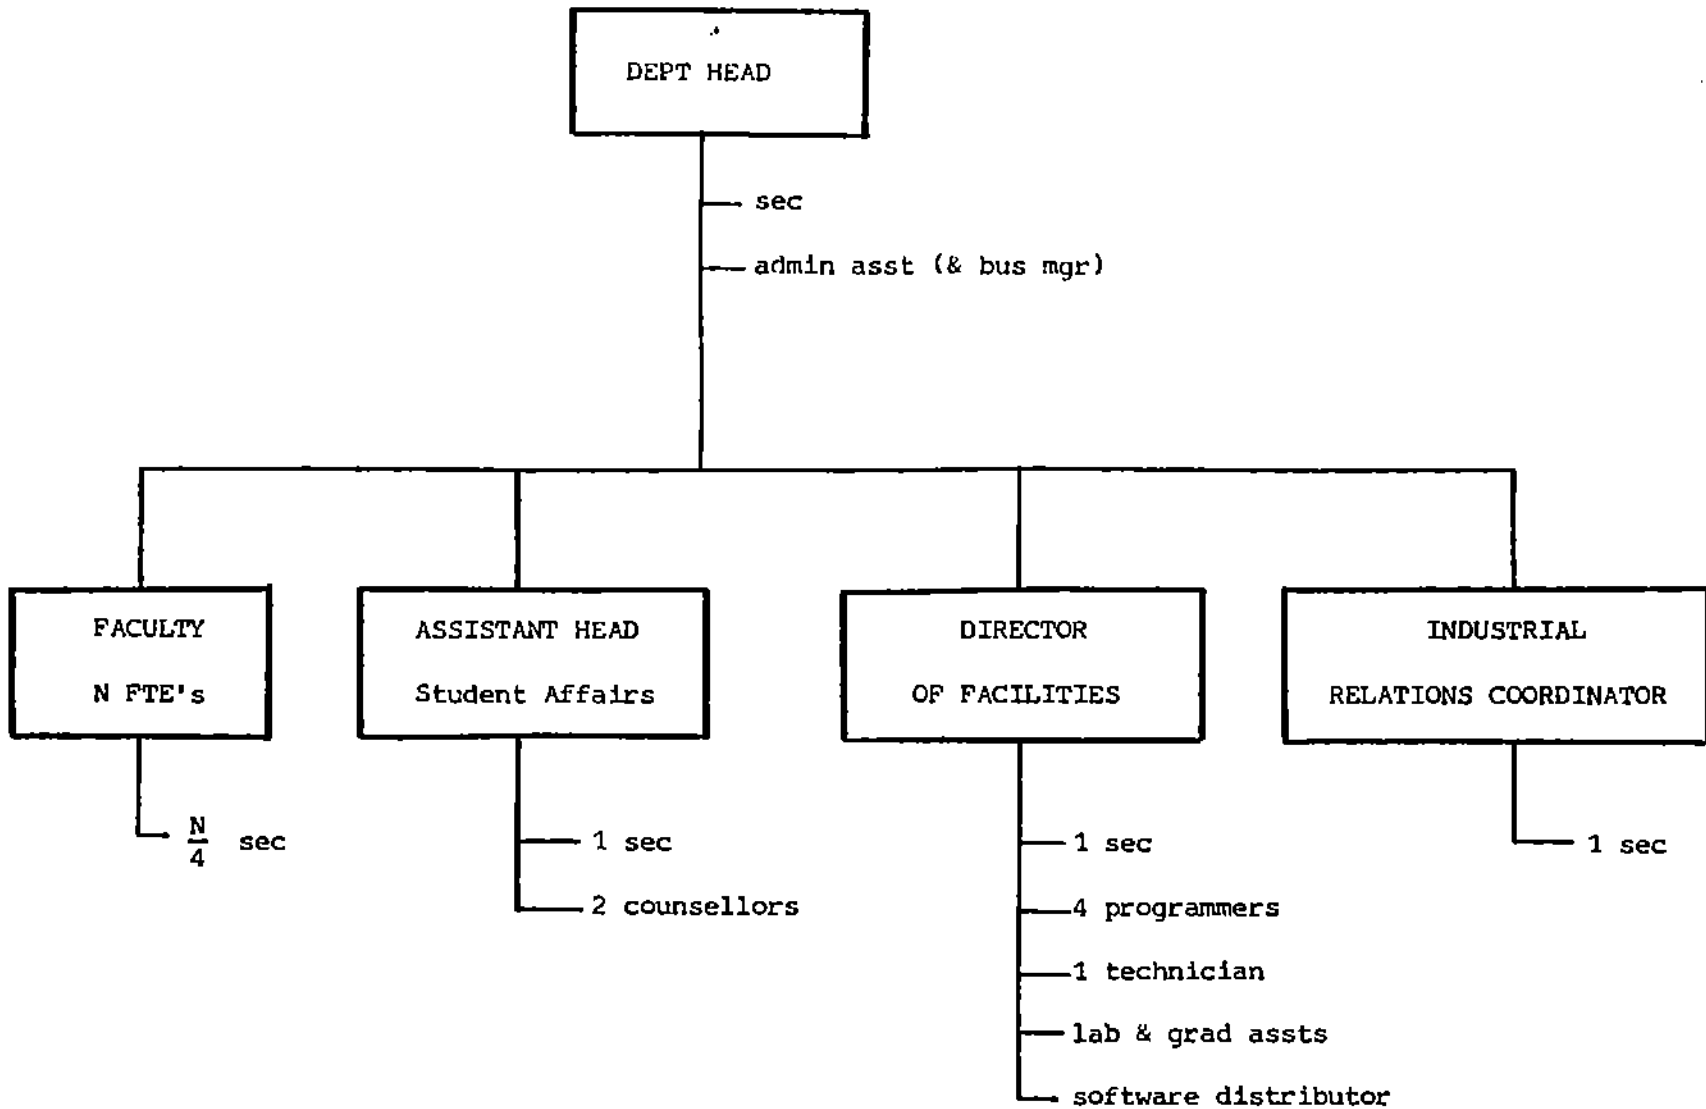 DEPT HEAD
sec
admin asst (& bus mgr)
FACULTY
N FTE's
N/4 sec
ASSISTANT HEAD
Student Affairs
1 sec
2 counsellors
DIRECTOR
OF FACILITIES
1 sec
4 programmers
1 technician
lab & grad assts
software distributor
INDUSTRIAL
RELATIONS COORDINATOR
1 sec